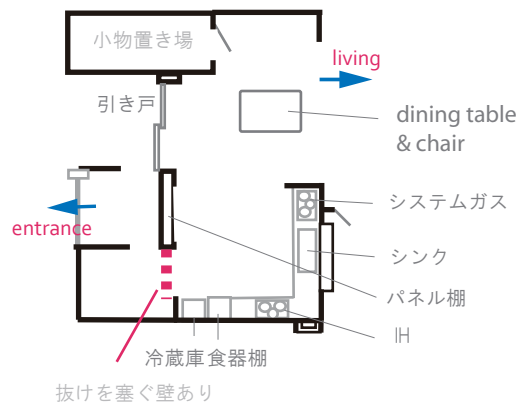 小物置き場
living
引き戸
dining table
& chair
システムガス
entrance
シンク
パネル棚
IH
冷蔵庫食器棚
抜けを塞ぐ壁あり